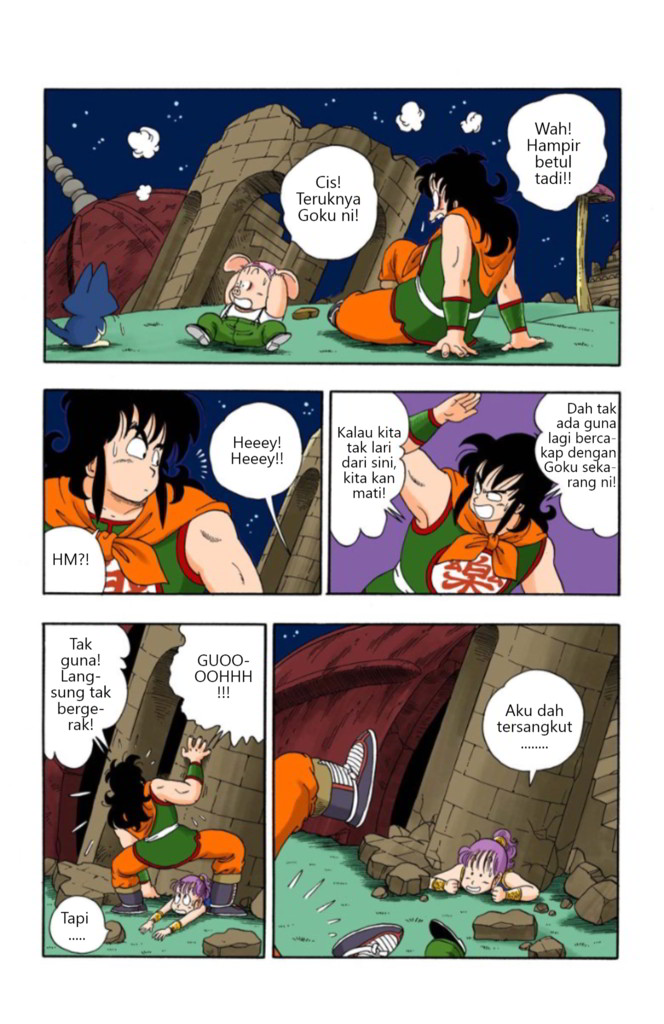 Wah!
Hampir
betul
tadi!!
Cis!
Teruknya
Goku ni!
Dah tak
ada guna
lagi berca-
kap dengan
Goku seka-
rang ni!
Kalau kita
tak lari
dari sini,
kita kan
mati!
Heeey!
Heeey!!
HM?!
Aku dah
tersangkut
........
GUOO-
OOHHH
!!!
Tak
guna!
Lang-
sung tak
berge-
rak!
Tapi
.....